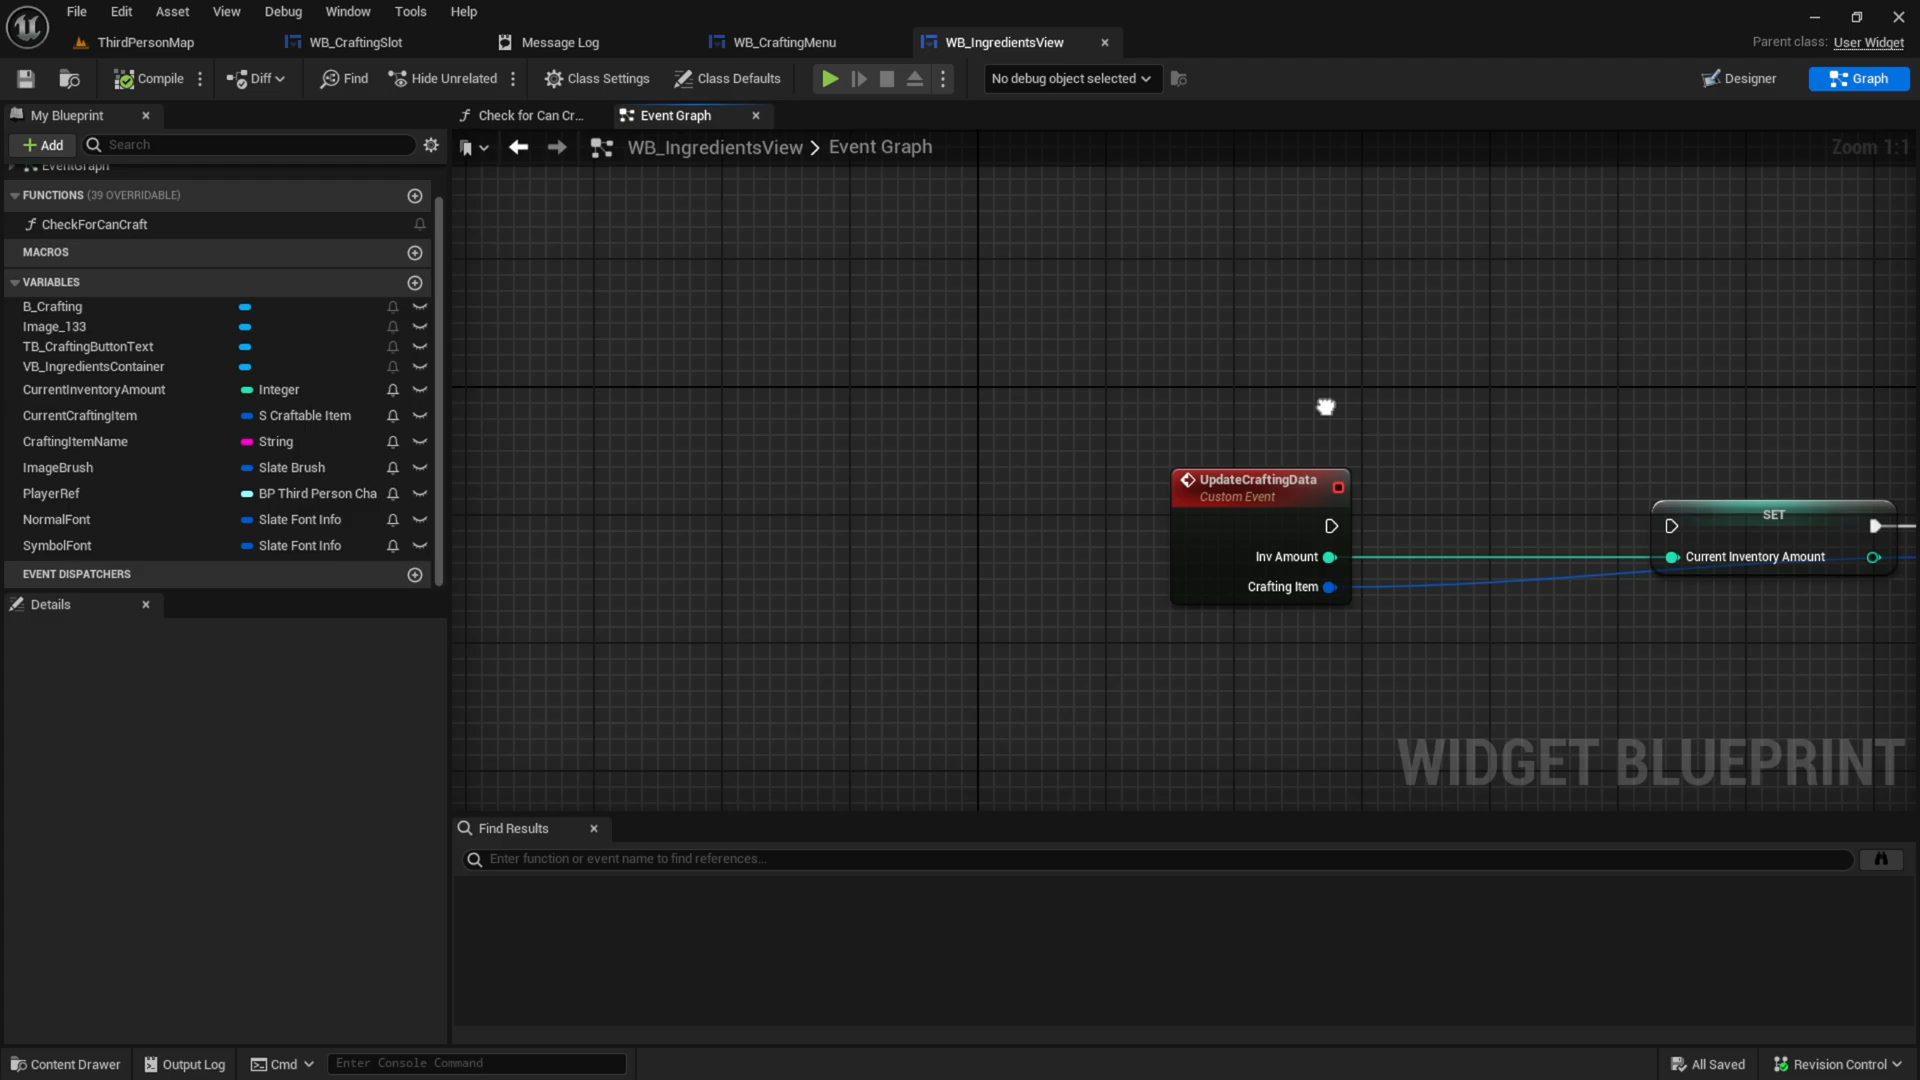 File Edit Asset View Debug Window Tools Help
ThirdPersonMap WB_CraftingSlot Message Log WB_CraftingMenu WB_IngredientsView
Parent class: User Widget
Compile Diff Find Hide Unrelated Class Settings Class Defaults No debug object selected Designer Graph
My Blueprint
Check for Can Cr... Event Graph
Add Search
WB_IngredientsView > Event Graph
Zoom 1:1
EventGraph
FUNCTIONS (39 OVERRIDABLE)
CheckForCanCraft
MACROS
VARIABLES
B_Crafting
Image_133
TB_CraftingButtonText
VB_IngredientsContainer
CurrentInventoryAmount Integer
CurrentCraftingItem S Craftable Item
CraftingItemName String
ImageBrush Slate Brush
PlayerRef BP Third Person Cha
NormalFont Slate Font Info
SymbolFont Slate Font Info
EVENT DISPATCHERS
Details
UpdateCraftingData
Custom Event
Inv Amount
Crafting Item
SET
Current Inventory Amount
WIDGET BLUEPRINT
Find Results
Enter function or event name to find references...
Content Drawer Output Log Cmd Enter Console Command All Saved Revision Control